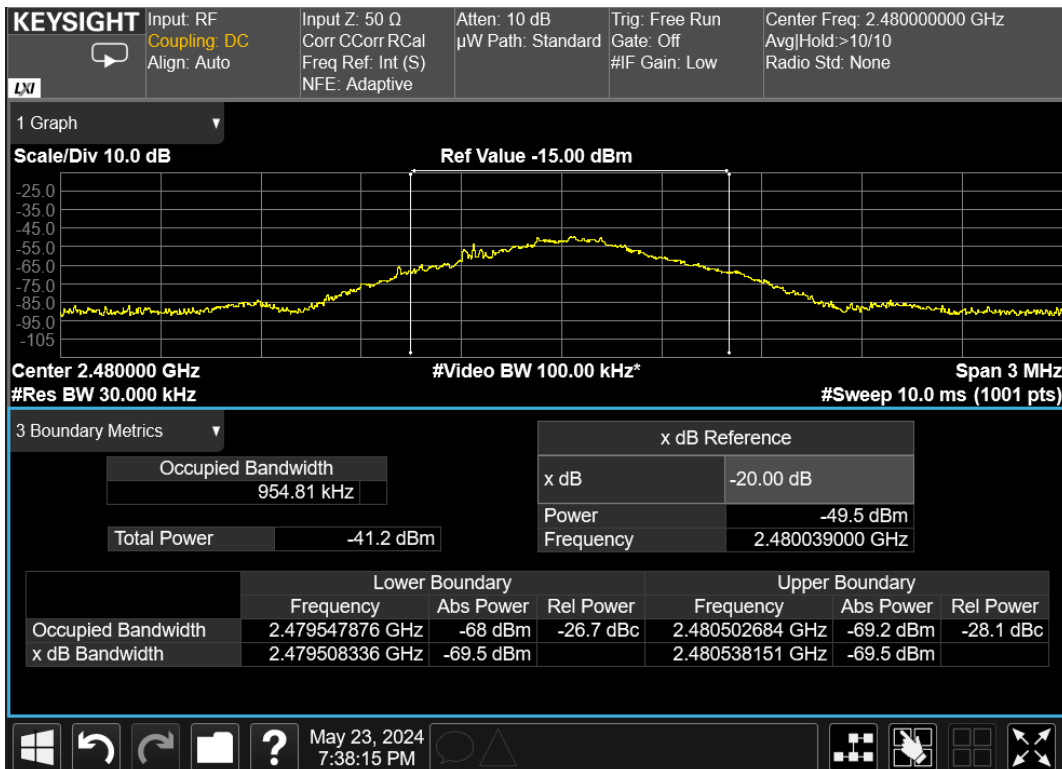 KEYSIGHT Input: RF Input Z: 50 Ω Atten: 10 dB Trig: Free Run Center Freq: 2.480000000 GHz
Coupling: DC Corr CCorr RCal µW Path: Standard Gate: Off Avg|Hold:>10/10
Align: Auto Freq Ref: Int (S) #IF Gain: Low Radio Std: None
LXI NFE: Adaptive
1 Graph
Scale/Div 10.0 dB Ref Value -15.00 dBm
-25.0
-35.0
-45.0
-55.0
-65.0
-75.0
-85.0
-95.0
-105
Center 2.480000 GHz #Video BW 100.00 kHz* Span 3 MHz
#Res BW 30.000 kHz #Sweep 10.0 ms (1001 pts)
3 Boundary Metrics
x dB Reference
Occupied Bandwidth
954.81 kHz
x dB -20.00 dB
Power -49.5 dBm
Total Power -41.2 dBm
Frequency 2.480039000 GHz
Lower Boundary Upper Boundary
Frequency Abs Power Rel Power Frequency Abs Power Rel Power
Occupied Bandwidth 2.479547876 GHz -68 dBm -26.7 dBc 2.480502684 GHz -69.2 dBm -28.1 dBc
x dB Bandwidth 2.479508336 GHz -69.5 dBm 2.480538151 GHz -69.5 dBm
? May 23, 2024
7:38:15 PM